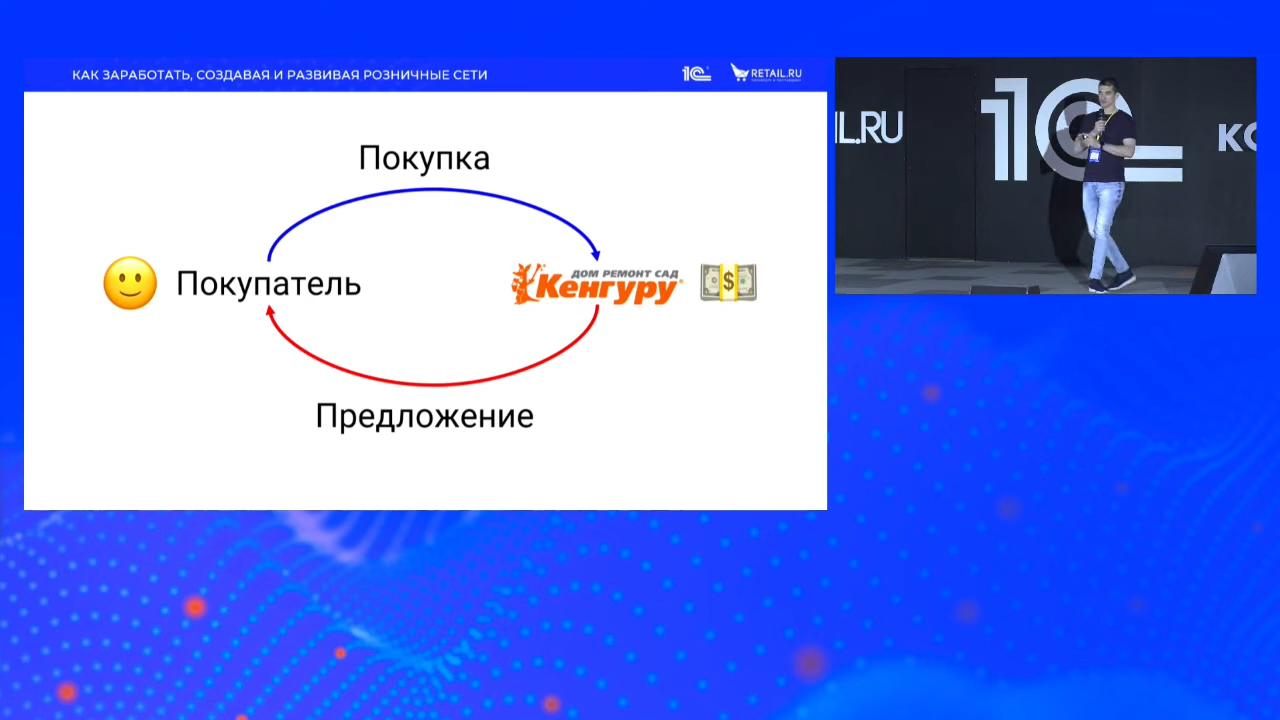 КАК ЗАРАБОТАТЬ, СОЗДАВАЯ И РАЗВИВАЯ РОЗНИЧНЫЕ СЕТИ
1С
RETAIL.RU
Покупка
Покупатель
ДОМ РЕМОНТ САД
Кенгуру
Предложение
IL.RU
1С
КО